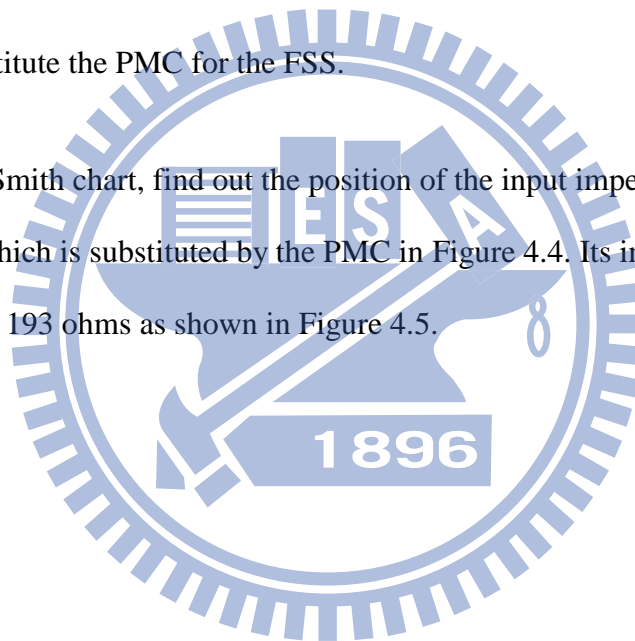 titute the PMC for the FSS.
Smith chart, find out the position of the input impe
hich is substituted by the PMC in Figure 4.4. Its in
193 ohms as shown in Figure 4.5.
E S A
8
1896